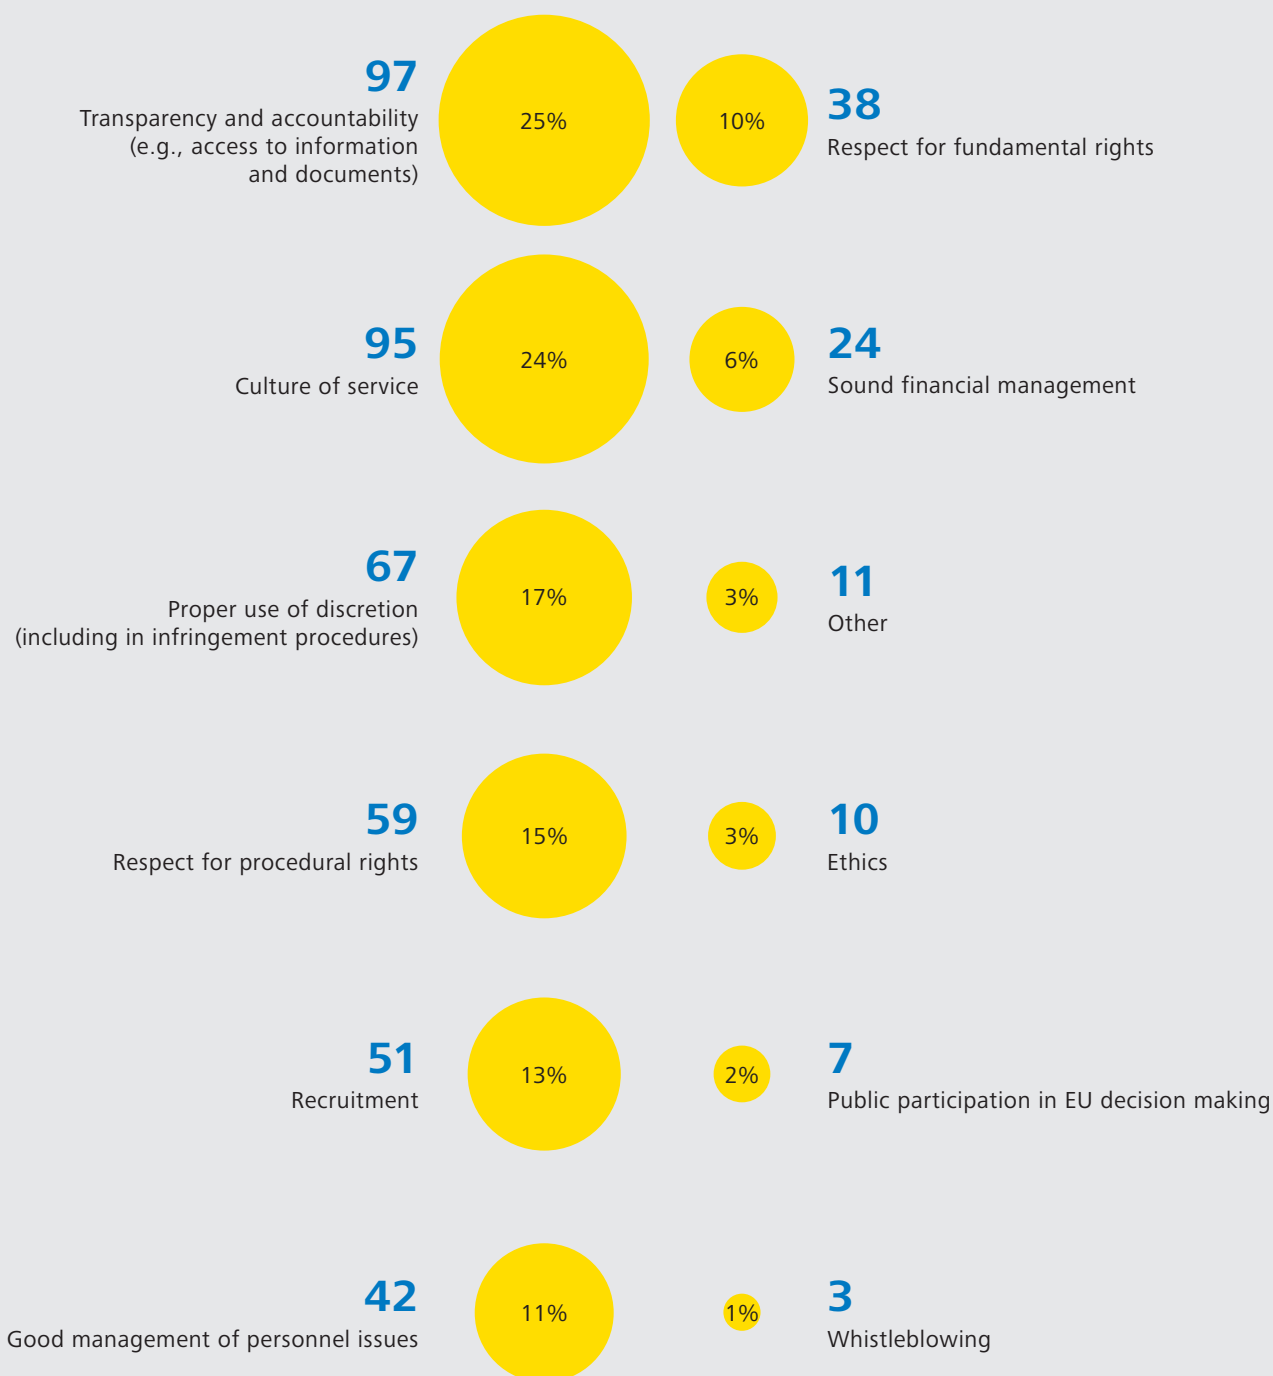 97
Transparency and accountability
(e.g., access to information
and documents)
25%
10%
38
Respect for fundamental rights
95
Culture of service
24%
6%
24
Sound financial management
67
Proper use of discretion
(including in infringement procedures)
17%
3%
11
Other
59
Respect for procedural rights
15%
3%
10
Ethics
51
Recruitment
13%
2%
7
Public participation in EU decision making
42
Good management of personnel issues
11%
1%
3
Whistleblowing